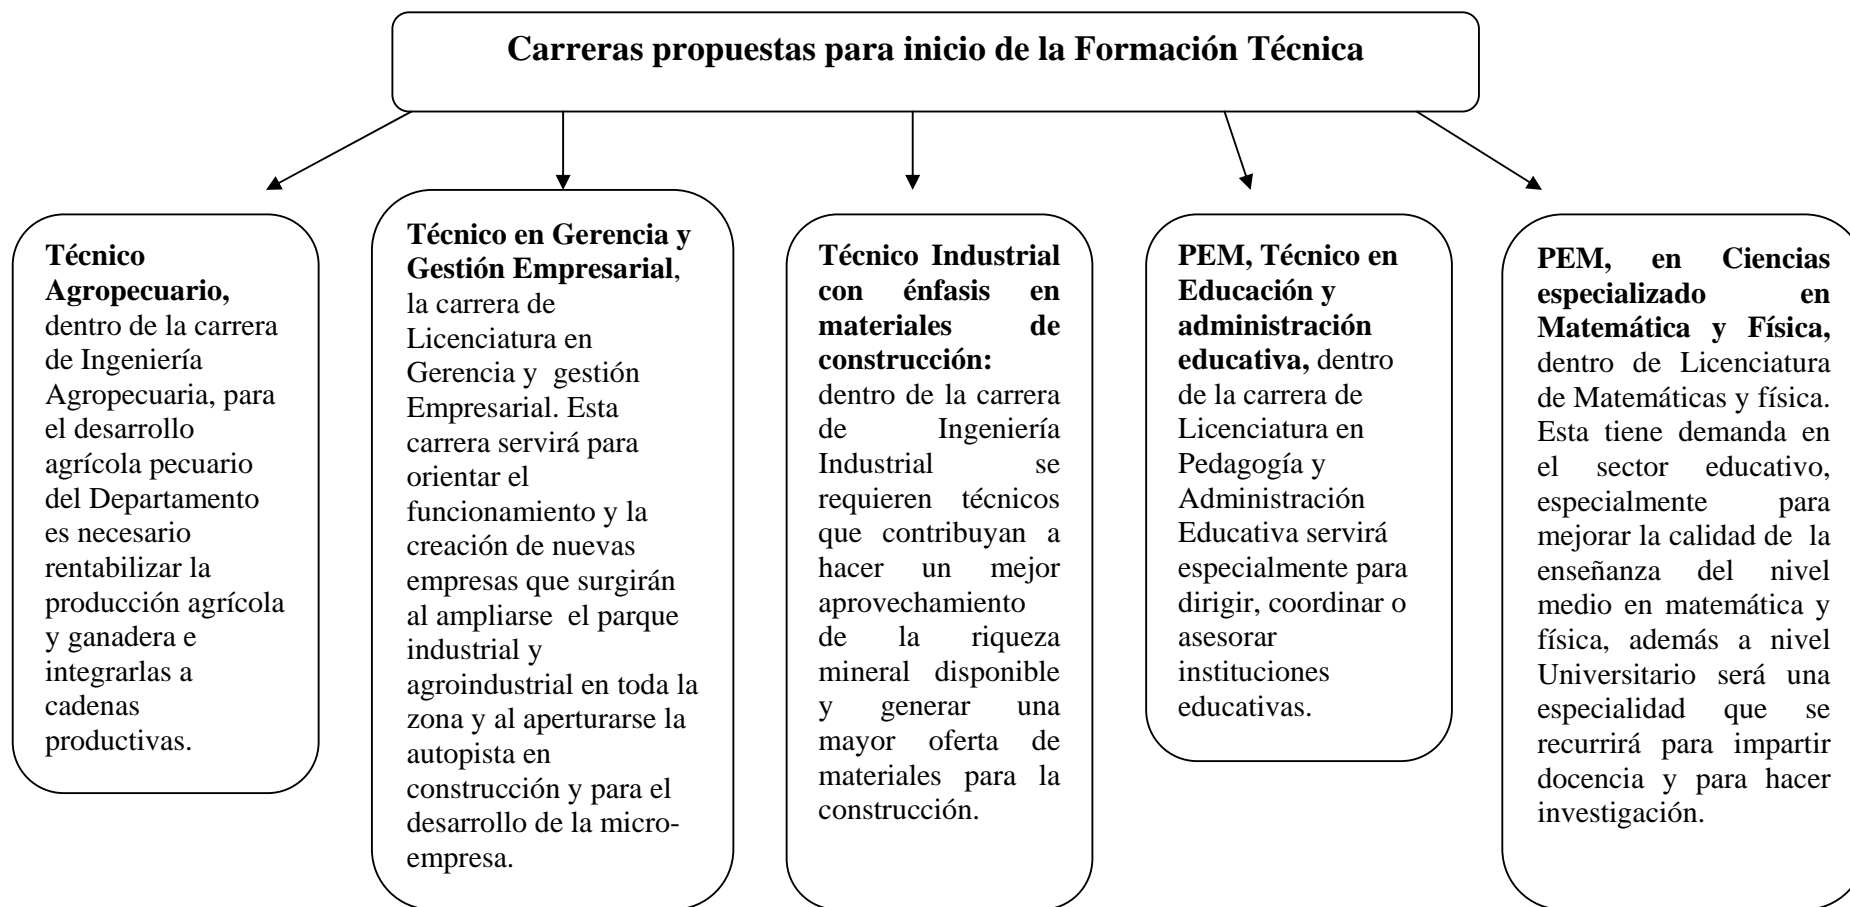 Carreras propuestas para inicio de la Formación Técnica
Técnico
Agropecuario,
dentro de la carrera
de Ingeniería
Agropecuaria, para
el desarrollo
agrícola pecuario
del Departamento
es necesario
rentabilizar la
producción agrícola
y ganadera e
integrarlas a
cadenas
productivas.
Técnico en Gerencia y
Gestión Empresarial,
la carrera de
Licenciatura en
Gerencia y gestión
Empresarial. Esta
carrera servirá para
orientar el
funcionamiento y la
creación de nuevas
empresas que surgirán
al ampliarse el parque
industrial y
agroindustrial en toda la
zona y al aperturarse la
autopista en
construcción y para el
desarrollo de la micro-
empresa.
Técnico Industrial
con énfasis en
materiales de
construcción:
dentro de la carrera
de Ingeniería
Industrial se
requieren técnicos
que contribuyan a
hacer un mejor
aprovechamiento
de la riqueza
mineral disponible
y generar una
mayor oferta de
materiales para la
construcción.
PEM, Técnico en
Educación y
administración
educativa, dentro
de la carrera de
Licenciatura en
Pedagogía y
Administración
Educativa servirá
especialmente para
dirigir, coordinar o
asesorar
instituciones
educativas.
PEM, en Ciencias
especializado en
Matemática y Física,
dentro de Licenciatura
de Matemáticas y física.
Esta tiene demanda en
el sector educativo,
especialmente para
mejorar la calidad de la
enseñanza del nivel
medio en matemática y
física, además a nivel
Universitario será una
especialidad que se
recurrirá para impartir
docencia y para hacer
investigación.